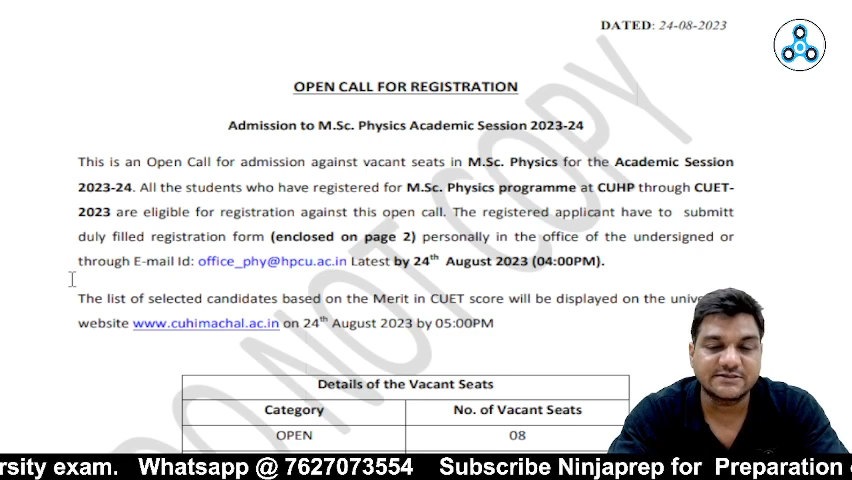 DATED: 24-08-2023
OPEN CALL FOR REGISTRATION
Admission to M.Sc. Physics Academic Session 2023-24
This is an Open Call for admission against vacant seats in M.Sc. Physics for the Academic Session
2023-24. All the students who have registered for M.Sc. Physics programme at CUHP through CUET-
2023 are eligible for registration against this open call. The registered applicant have to submitt
duly filled registration form (enclosed on page 2) personally in the office of the undersigned or
through E-mail Id: office_phy@hpcu.ac.in Latest by 24th August 2023 (04:00PM).
The list of selected candidates based on the Merit in CUET score will be displayed on the unive
website www.cuhimachal.ac.in on 24th August 2023 by 05:00PM
Details of the Vacant Seats
Category No. of Vacant Seats
OPEN 08
DO NOT COPY
rsity exam. Whatsapp @ 7627073554 Subscribe Ninjaprep for Preparation